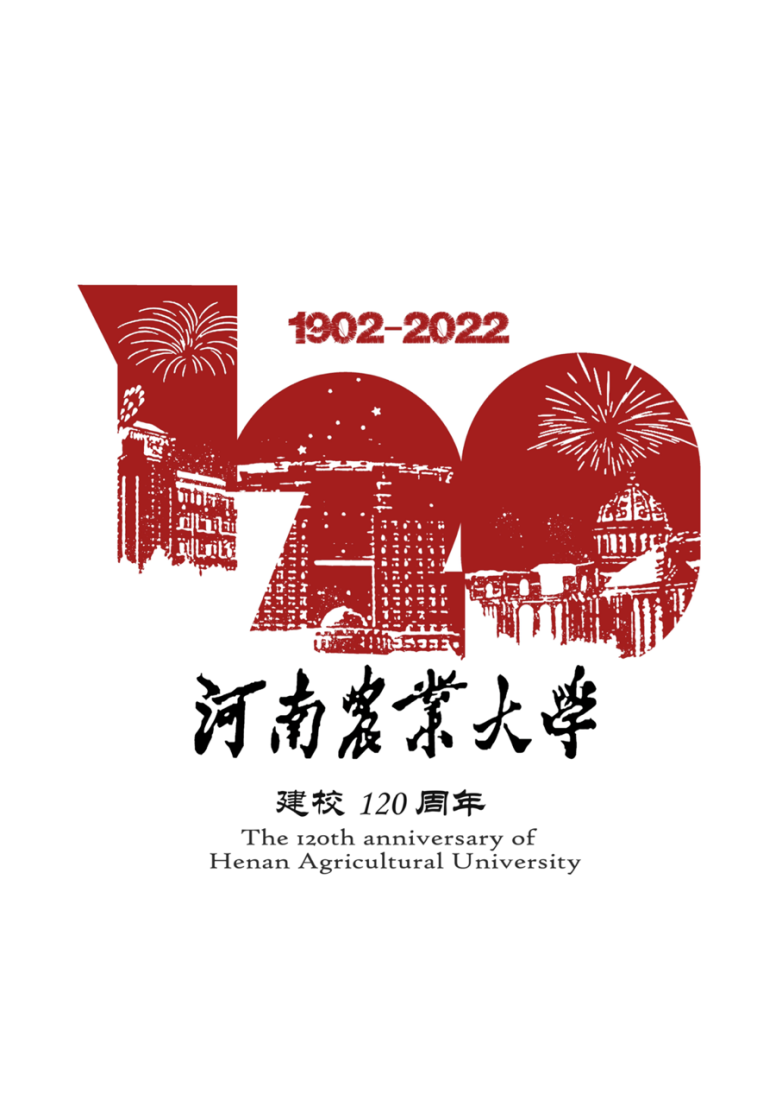 120
1902-2022
河南農業大學
建校 120 周年
The 120th anniversary of
Henan Agricultural University